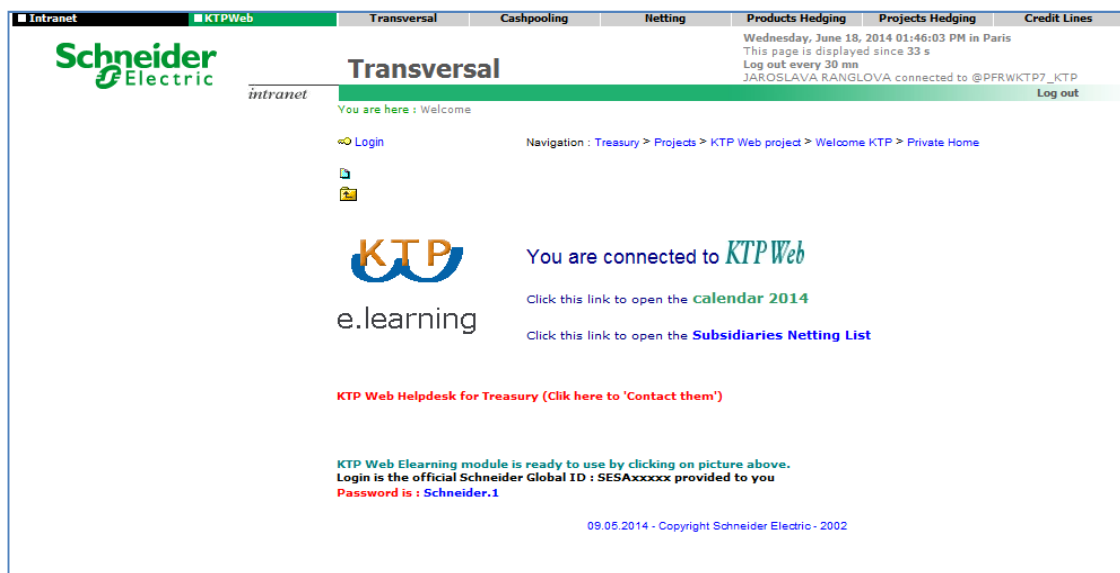 Intranet KTPWeb Transversal Cashpooling Netting Products Hedging Projects Hedging Credit Lines
Wednesday, June 18, 2014 01:46:03 PM in Paris
This page is displayed since 33 s
Log out every 30 mn
JAROSLAVA RANGLOVA connected to @PFRWKTP7_KTP
Schneider
Electric
Transversal
intranet
Log out
You are here : Welcome
Login
Navigation : Treasury > Projects > KTP Web project > Welcome KTP > Private Home
KTP
e.learning
You are connected to KTP Web
Click this link to open the calendar 2014
Click this link to open the Subsidiaries Netting List
KTP Web Helpdesk for Treasury (Clik here to 'Contact them')
KTP Web Elearning module is ready to use by clicking on picture above.
Login is the official Schneider Global ID : SESAxxxxx provided to you
Password is : Schneider.1
09.05.2014 - Copyright Schneider Electric - 2002